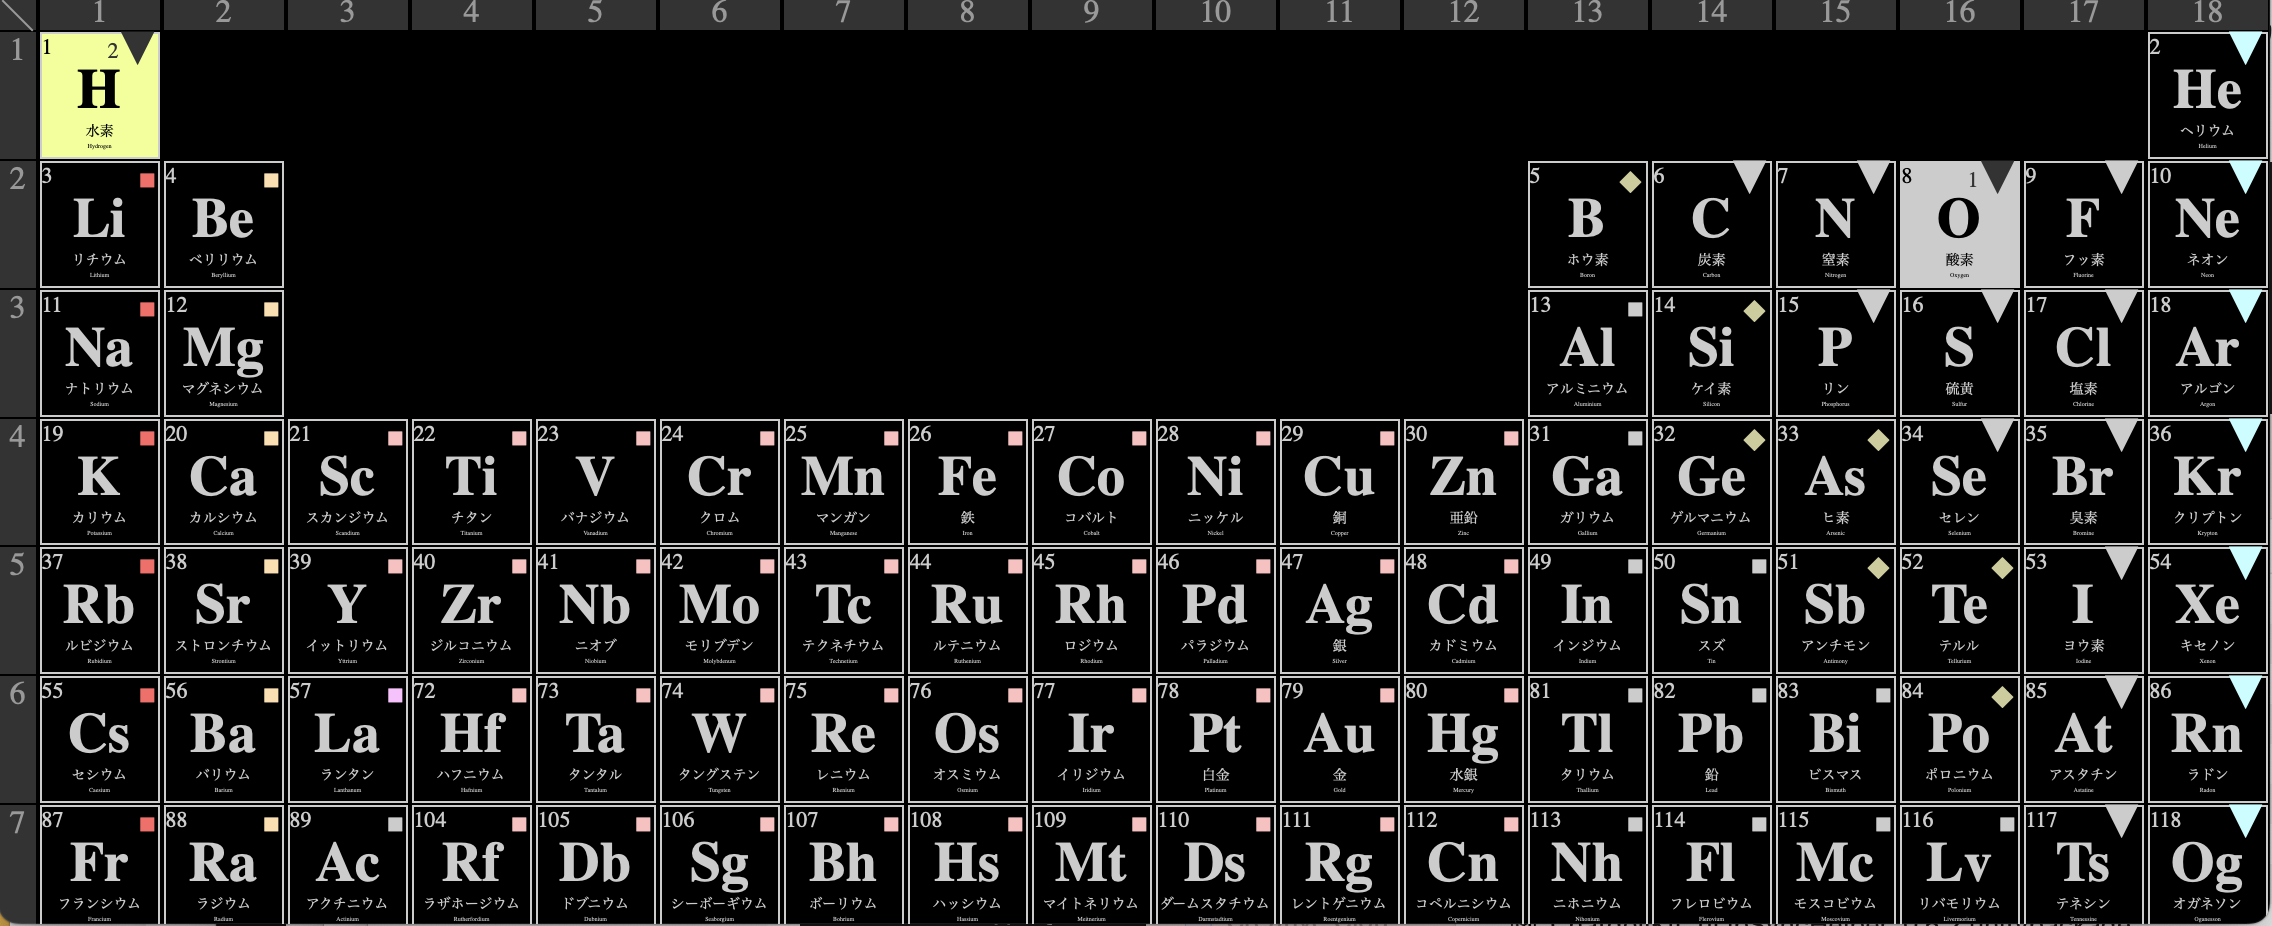 1 2 3 4 5 6 7 8 9 10 11 12 13 14 15 16 17 18
1
1 2
H
水素
Hydrogen
2
He
ヘリウム
Helium
2
3 4 5 6 7 8 1 9 10
Li Be B C N O F Ne
リチウム ベリリウム ホウ素 炭素 窒素 酸素 フッ素 ネオン
Lithium Beryllium Boron Carbon Nitrogen Oxygen Fluorine Neon
3
11 12 13 14 15 16 17 18
Na Mg Al Si P S Cl Ar
ナトリウム マグネシウム アルミニウム ケイ素 リン 硫黄 塩素 アルゴン
Sodium Magnesium Aluminium Silicon Phosphorus Sulfur Chlorine Argon
4
19 20 21 22 23 24 25 26 27 28 29 30 31 32 33 34 35 36
K Ca Sc Ti V Cr Mn Fe Co Ni Cu Zn Ga Ge As Se Br Kr
カリウム カルシウム スカンジウム チタン バナジウム クロム マンガン 鉄 コバルト ニッケル 銅 亜鉛 ガリウム ゲルマニウム ヒ素 セレン 臭素 クリプトン
Potassium Calcium Scandium Titanium Vanadium Chromium Manganese Iron Cobalt Nickel Copper Zinc Gallium Germanium Arsenic Selenium Bromine Krypton
5
37 38 39 40 41 42 43 44 45 46 47 48 49 50 51 52 53 54
Rb Sr Y Zr Nb Mo Tc Ru Rh Pd Ag Cd In Sn Sb Te I Xe
ルビジウム ストロンチウム イットリウム ジルコニウム ニオブ モリブデン テクネチウム ルテニウム ロジウム パラジウム 銀 カドミウム インジウム スズ アンチモン テルル ヨウ素 キセノン
Rubidium Strontium Yttrium Zirconium Niobium Molybdenum Technetium Ruthenium Rhodium Palladium Silver Cadmium Indium Tin Antimony Tellurium Iodine Xenon
6
55 56 57 72 73 74 75 76 77 78 79 80 81 82 83 84 85 86
Cs Ba La Hf Ta W Re Os Ir Pt Au Hg Tl Pb Bi Po At Rn
セシウム バリウム ランタン ハフニウム タンタル タングステン レニウム オスミウム イリジウム 白金 金 水銀 タリウム 鉛 ビスマス ポロニウム アスタチン ラドン
Caesium Barium Lanthanum Hafnium Tantalum Tungsten Rhenium Osmium Iridium Platinum Gold Mercury Thallium Lead Bismuth Polonium Astatine Radon
7
87 88 89 104 105 106 107 108 109 110 111 112 113 114 115 116 117 118
Fr Ra Ac Rf Db Sg Bh Hs Mt Ds Rg Cn Nh Fl Mc Lv Ts Og
フランシウム ラジウム アクチニウム ラザホージウム ドブニウム シーボーギウム ボーリウム ハッシウム マイトネリウム ダームスタチウム レントゲニウム コペルニシウム ニホニウム フレロビウム モスコビウム リバモリウム テネシン オガネソン
Francium Radium Actinium Rutherfordium Dubnium Seaborgium Bohrium Hassium Meitnerium Darmstadtium Roentgenium Copernicium Nihonium Flerovium Moscovium Livermorium Tennessine Oganesson